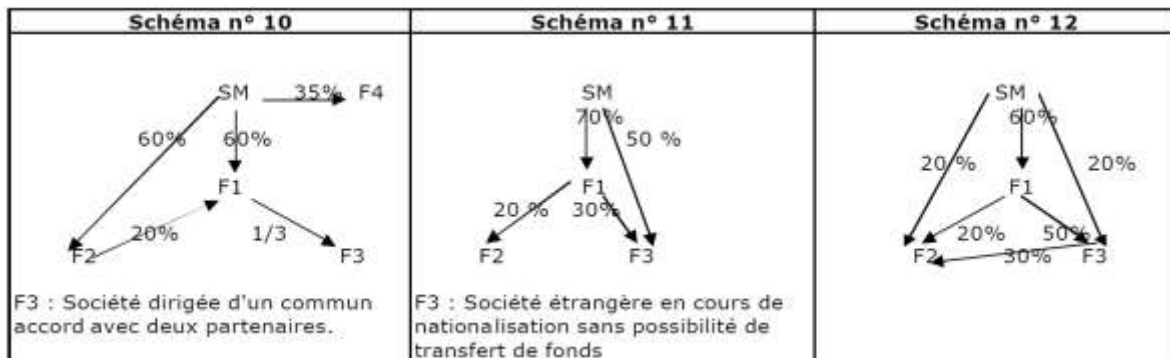 Schéma n° 10
SM 35% F4
60% 60%
F1
20% 1/3
F2 F3
F3 : Société dirigée d'un commun
accord avec deux partenaires.
Schéma n° 11
SM
70%
50 %
F1
20 % 30%
F2 F3
F3 : Société étrangère en cours de
nationalisation sans possibilité de
transfert de fonds
Schéma n° 12
SM
60%
20 % 20%
F1
20% 50%
F2 30% F3